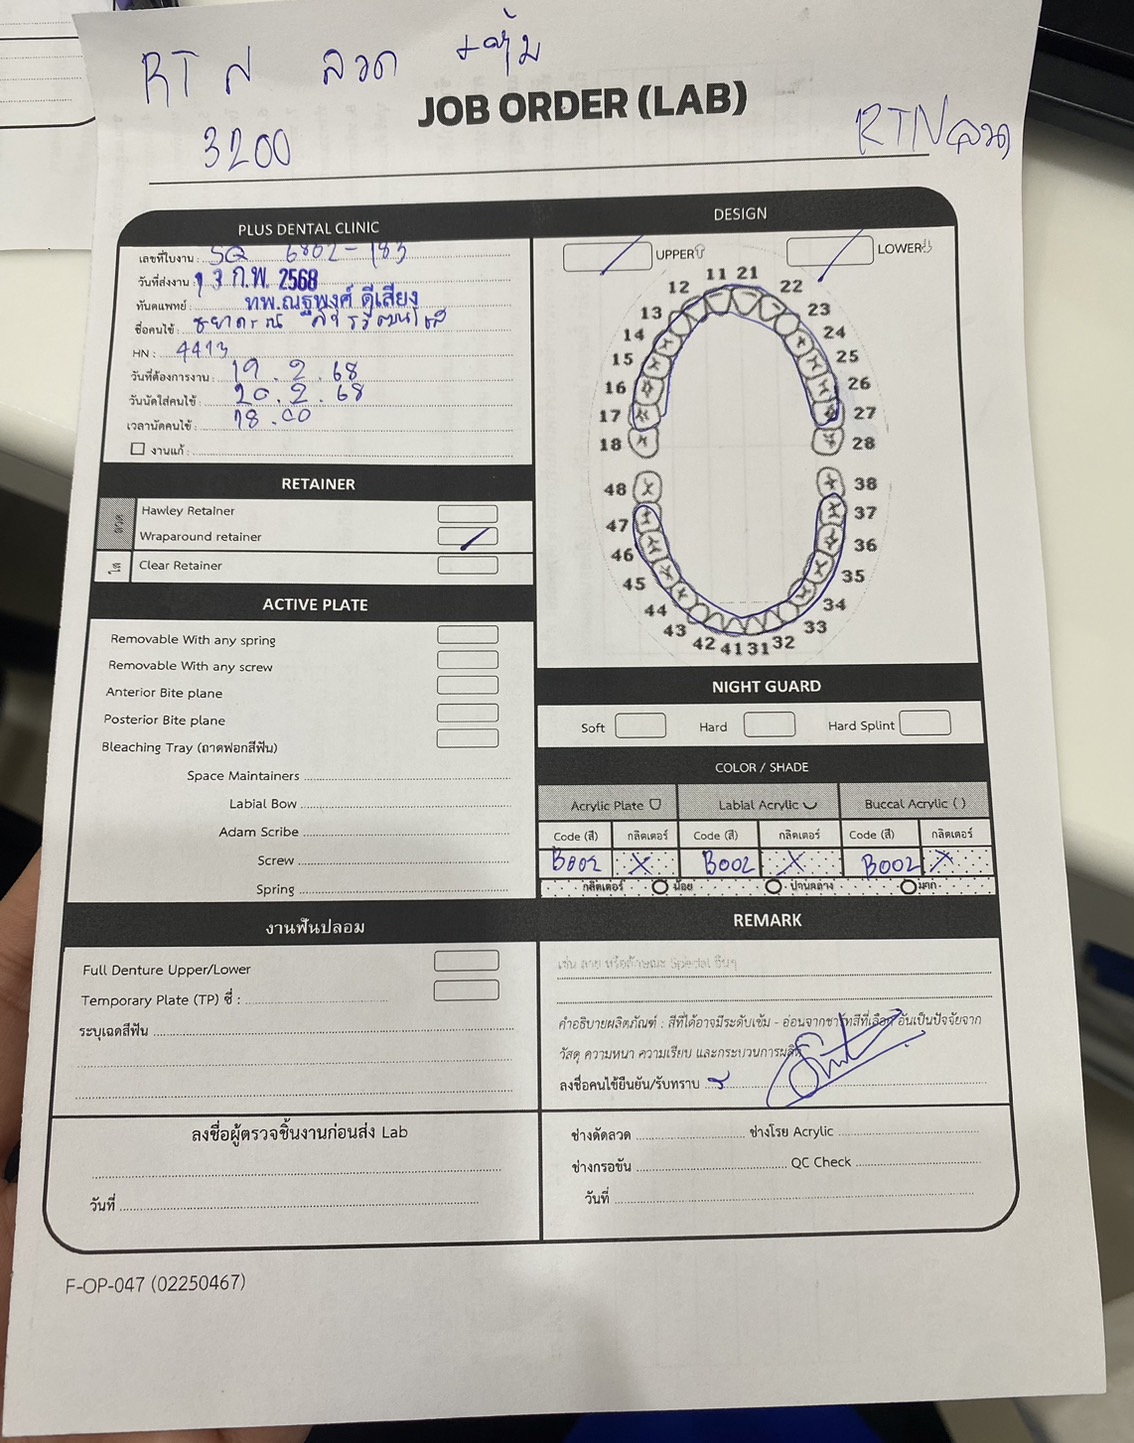 RTN ลวด +หุ้ม
JOB ORDER (LAB)
3200
RTN ลวด
PLUS DENTAL CLINIC
เลขที่ใบงาน : SQ 6802-183
วันที่ส่งงาน : 13 ก.พ. 2568
ทันตแพทย์ ทพ.ณฐพงศ์ ดีเสียง
ชื่อคนไข้ :
HN : 4413
วันที่ต้องการงาน : 19.2.68
วันนัดใส่คนไข้ : 20.2.68
เวลานัดคนไข้ : 18.00
งานแก้ :
DESIGN
UPPER
LOWER
11 21
12 22
13 23
14 24
15 25
16 26
17 27
18 28
48 38
47 37
46 36
45 35
44 34
43 33
42 41 31 32
RETAINER
ลวด
Hawley Retainer
Wraparound retainer
ใส
Clear Retainer
ACTIVE PLATE
Removable With any spring
Removable With any screw
Anterior Bite plane
Posterior Bite plane
Bleaching Tray (ถาดฟอกสีฟัน)
Space Maintainers
Labial Bow
Adam Scribe
Screw
Spring
NIGHT GUARD
Soft Hard Hard Splint
COLOR / SHADE
Acrylic Plate Labial Acrylic Buccal Acrylic ( )
Code (สี) กลิตเตอร์ Code (สี) กลิตเตอร์ Code (สี) กลิตเตอร์
B002 X B002 X B002 X
กลิตเตอร์ น้อย ปานกลาง มาก
งานฟันปลอม
Full Denture Upper/Lower
Temporary Plate (TP) ซี่ :
ระบุเฉดสีฟัน
REMARK
เช่น ลาย หรือลักษณะ Special อื่นๆ
คำอธิบายผลิตภัณฑ์ : สีที่ได้อาจมีระดับเข้ม - อ่อนจากชาร์ทสีที่เลือก อันเป็นปัจจัยจาก
วัสดุ ความหนา ความเรียบ และกระบวนการผลิต
ลงชื่อคนไข้ยืนยัน/รับทราบ
ลงชื่อผู้ตรวจชิ้นงานก่อนส่ง Lab
วันที่
ช่างดัดลวด ช่างโรย Acrylic
ช่างกรอขัน QC Check
วันที่
F-OP-047 (02250467)